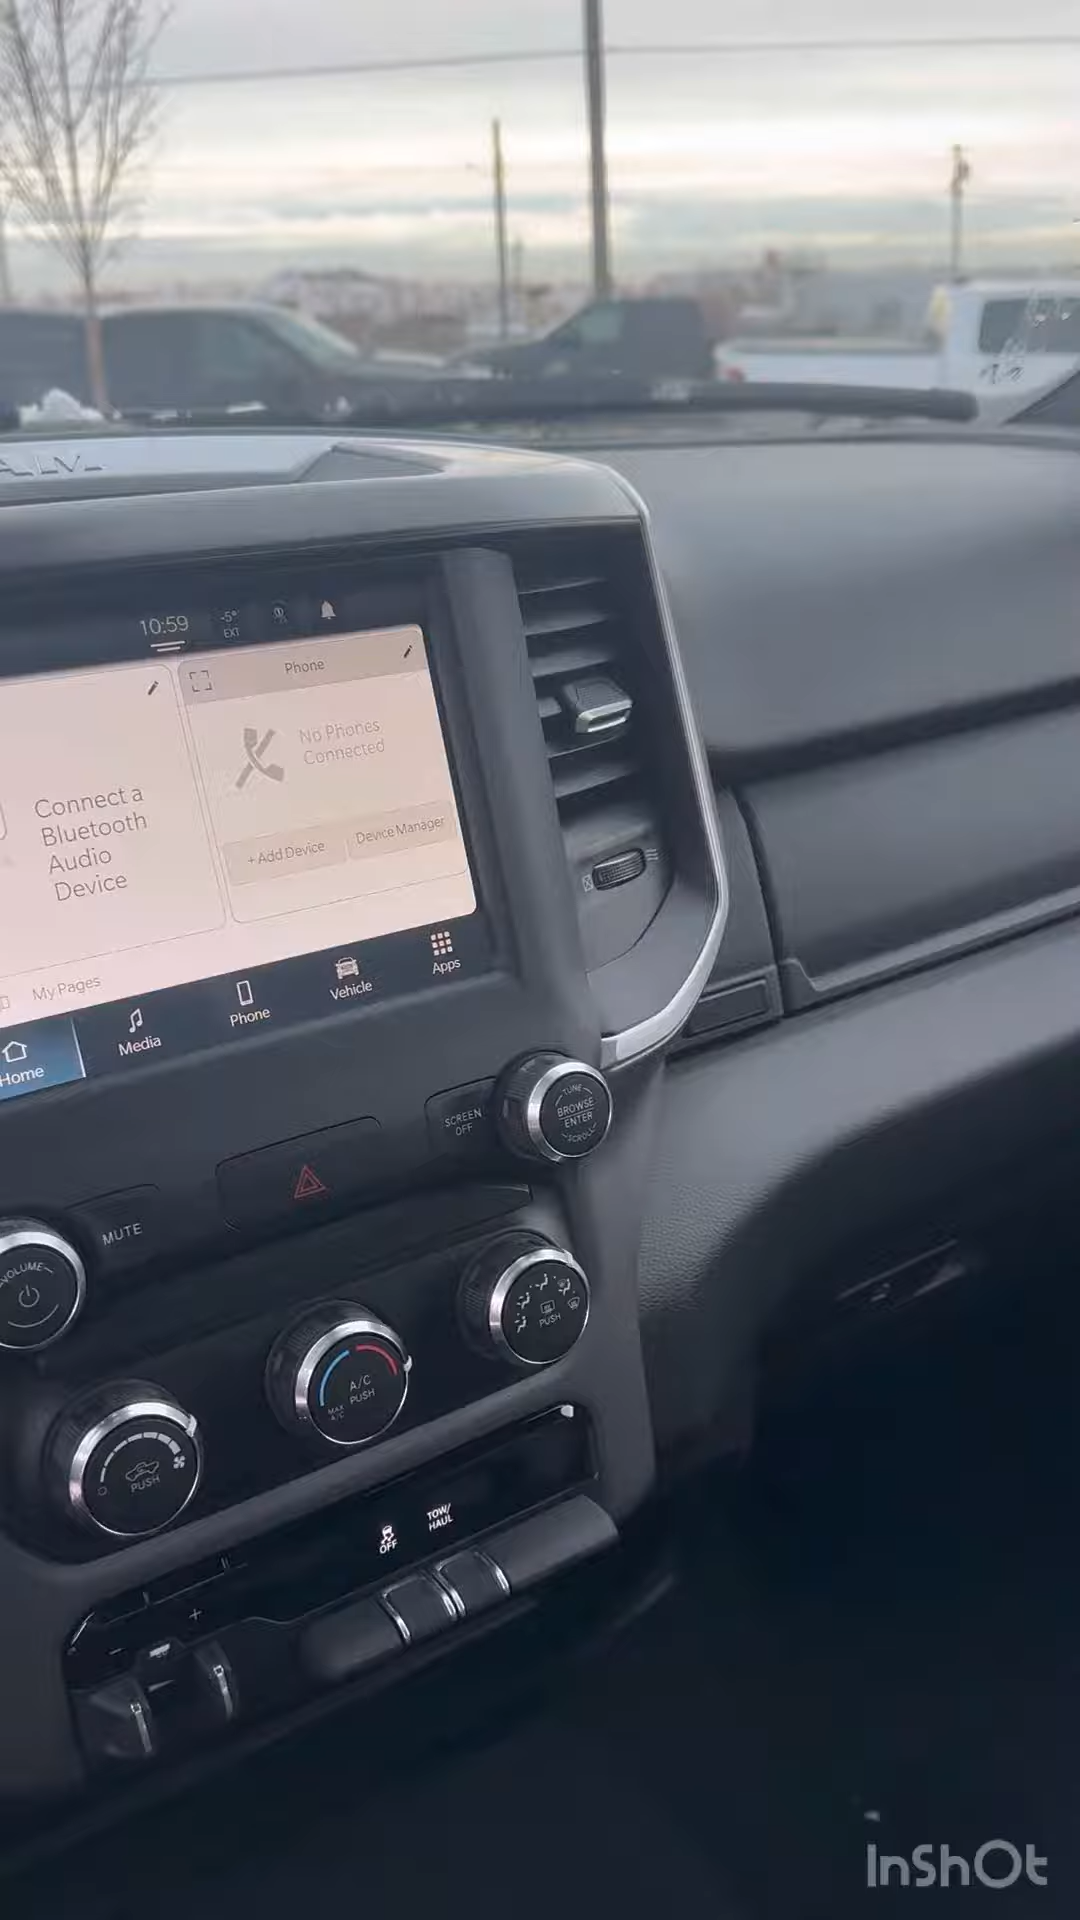 10:59
-5°
EXT
Phone
No Phones
Connected
Connect a
Bluetooth
Audio
Device
+ Add Device
Device Manager
My Pages
Home
Media
Phone
Vehicle
Apps
SCREEN
OFF
TUNE
BROWSE
ENTER
SCROLL
MUTE
VOLUME
PUSH
A/C
PUSH
MAX
A/C
PUSH
OFF
TOW/
HAUL
InShOt